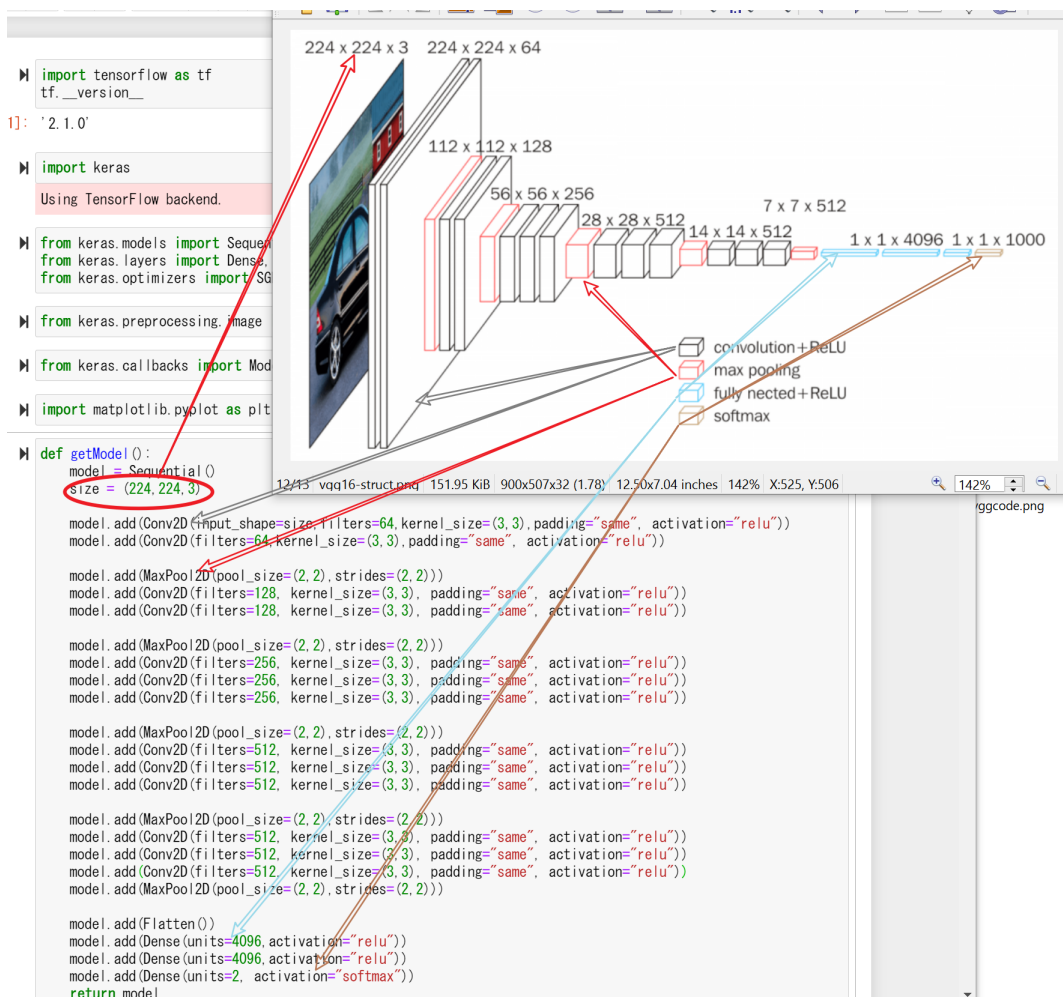 import tensorflow as tf
tf.__version__
1]: '2.1.0'
import keras
Using TensorFlow backend.
from keras.models import Sequen
from keras.layers import Dense,
from keras.optimizers import SG
from keras.preprocessing.image
from keras.callbacks import Mod
import matplotlib.pyplot as plt
224 x 224 x 3 224 x 224 x 64
112 x 112 x 128
56 x 56 x 256
28 x 28 x 512
14 x 14 x 512
7 x 7 x 512
1 x 1 x 4096 1 x 1 x 1000
convolution+ReLU
max pooling
fully nected+ReLU
softmax
12/13 vgg16-struct.png 151.95 KiB 900x507x32 (1.78) 12.50x7.04 inches 142% X:525, Y:506
142%
vggcode.png
def getModel():
model = Sequential()
size = (224,224,3)
model.add(Conv2D(input_shape=size,filters=64,kernel_size=(3,3),padding="same", activation="relu"))
model.add(Conv2D(filters=64,kernel_size=(3,3),padding="same", activation="relu"))
model.add(MaxPool2D(pool_size=(2,2),strides=(2,2)))
model.add(Conv2D(filters=128, kernel_size=(3,3), padding="same", activation="relu"))
model.add(Conv2D(filters=128, kernel_size=(3,3), padding="same", activation="relu"))
model.add(MaxPool2D(pool_size=(2,2),strides=(2,2)))
model.add(Conv2D(filters=256, kernel_size=(3,3), padding="same", activation="relu"))
model.add(Conv2D(filters=256, kernel_size=(3,3), padding="same", activation="relu"))
model.add(Conv2D(filters=256, kernel_size=(3,3), padding="same", activation="relu"))
model.add(MaxPool2D(pool_size=(2,2),strides=(2,2)))
model.add(Conv2D(filters=512, kernel_size=(3,3), padding="same", activation="relu"))
model.add(Conv2D(filters=512, kernel_size=(3,3), padding="same", activation="relu"))
model.add(Conv2D(filters=512, kernel_size=(3,3), padding="same", activation="relu"))
model.add(MaxPool2D(pool_size=(2,2),strides=(2,2)))
model.add(Conv2D(filters=512, kernel_size=(3,3), padding="same", activation="relu"))
model.add(Conv2D(filters=512, kernel_size=(3,3), padding="same", activation="relu"))
model.add(Conv2D(filters=512, kernel_size=(3,3), padding="same", activation="relu"))
model.add(MaxPool2D(pool_size=(2,2),strides=(2,2)))
model.add(Flatten())
model.add(Dense(units=4096,activation="relu"))
model.add(Dense(units=4096,activation="relu"))
model.add(Dense(units=2, activation="softmax"))
return model